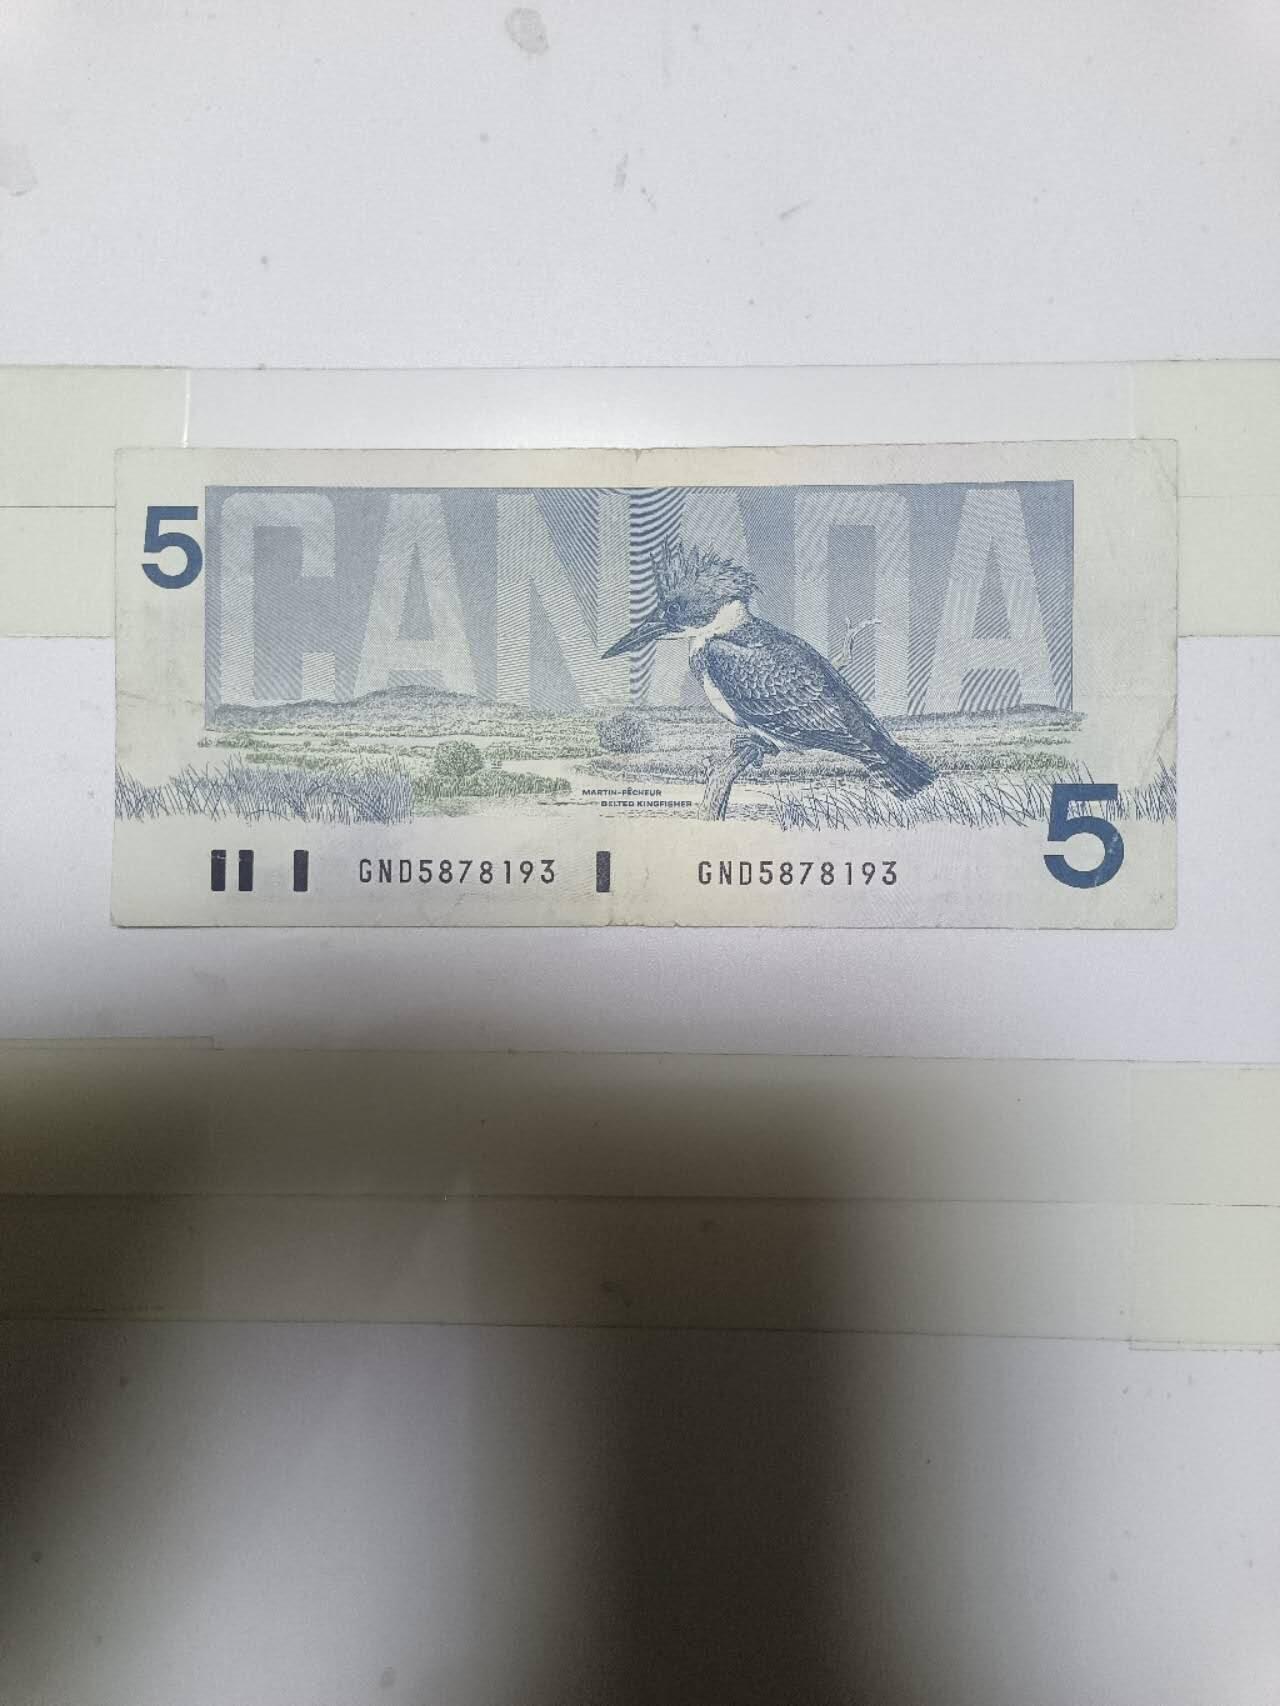 5
CANADA
MARTIN-PÊCHEUR
BELTED KINGFISHER
GND5878193 GND5878193
5